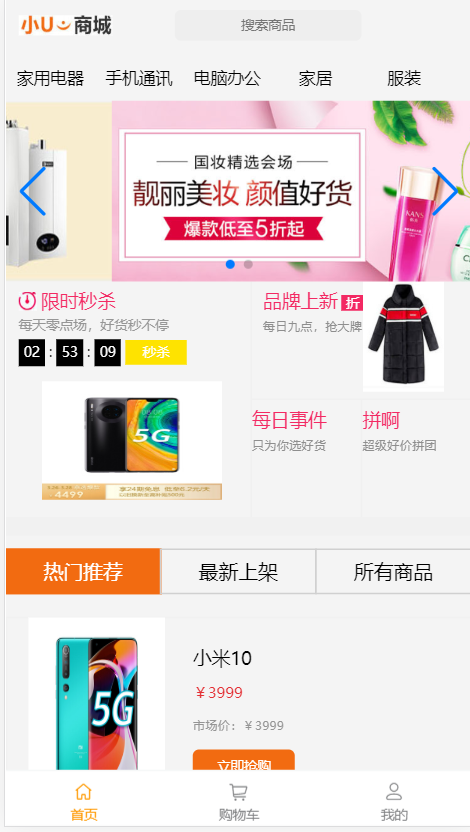 小U商城
搜索商品
家用电器 手机通讯 电脑办公 家居 服装
国妆精选会场
靓丽美妆 颜值好货
爆款低至5折起
KANS
限时秒杀
每天零点场，好货秒不停
02 : 53 : 09 秒杀
品牌上新 折
每日九点，抢大牌
5G
4499
每日事件
只为你选好货
拼啊
超级好价拼团
热门推荐 最新上架 所有商品
5G
小米10
￥3999
市场价：￥3999
立即抢购
首页 购物车 我的